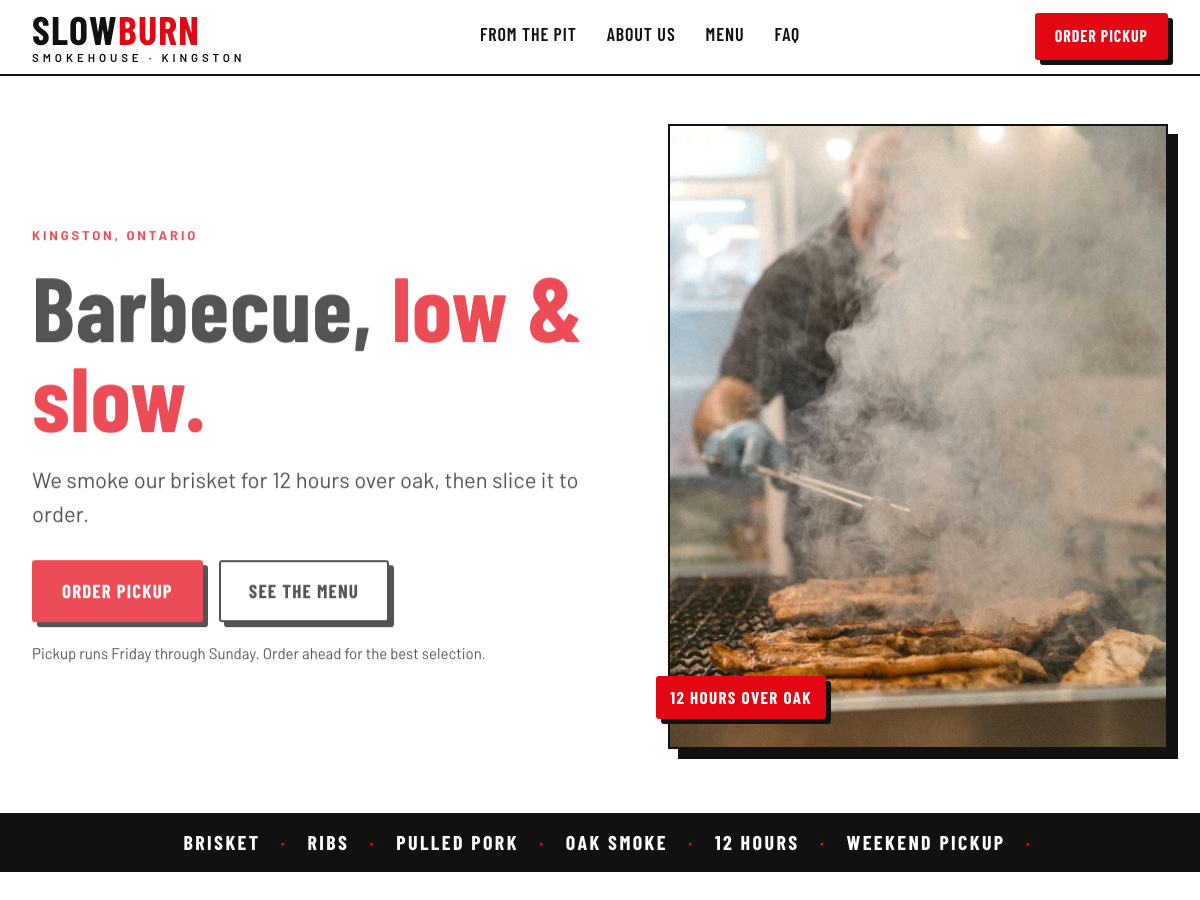 SLOWBURN
SMOKEHOUSE · KINGSTON
FROM THE PIT
ABOUT US
MENU
FAQ
ORDER PICKUP
KINGSTON, ONTARIO
Barbecue, low &
slow.
We smoke our brisket for 12 hours over oak, then slice it to
order.
ORDER PICKUP
SEE THE MENU
Pickup runs Friday through Sunday. Order ahead for the best selection.
12 HOURS OVER OAK
BRISKET · RIBS · PULLED PORK · OAK SMOKE · 12 HOURS · WEEKEND PICKUP ·